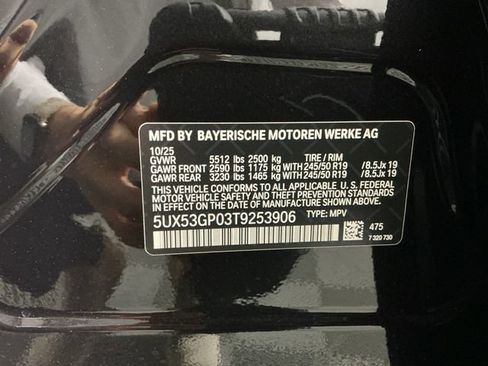 MFD BY BAYERISCHE MOTOREN WERKE AG
10/25
GVWR 5512 lbs 2500 kg TIRE / RIM
GAWR FRONT 2590 lbs 1175 kg WITH 245/50 R19 /8.5Jx 19
GAWR REAR 3230 lbs 1465 kg WITH 245/50 R19 /8.5Jx 19
THIS VEHICLE CONFORMS TO ALL APPLICABLE U.S. FEDERAL
MOTOR VEHICLE SAFETY AND THEFT PREVENTION STANDARDS
IN EFFECT ON THE DATE OF MANUFACTURE SHOWN ABOVE.
5UX53GP03T9253906 TYPE: MPV
475
7 320 730